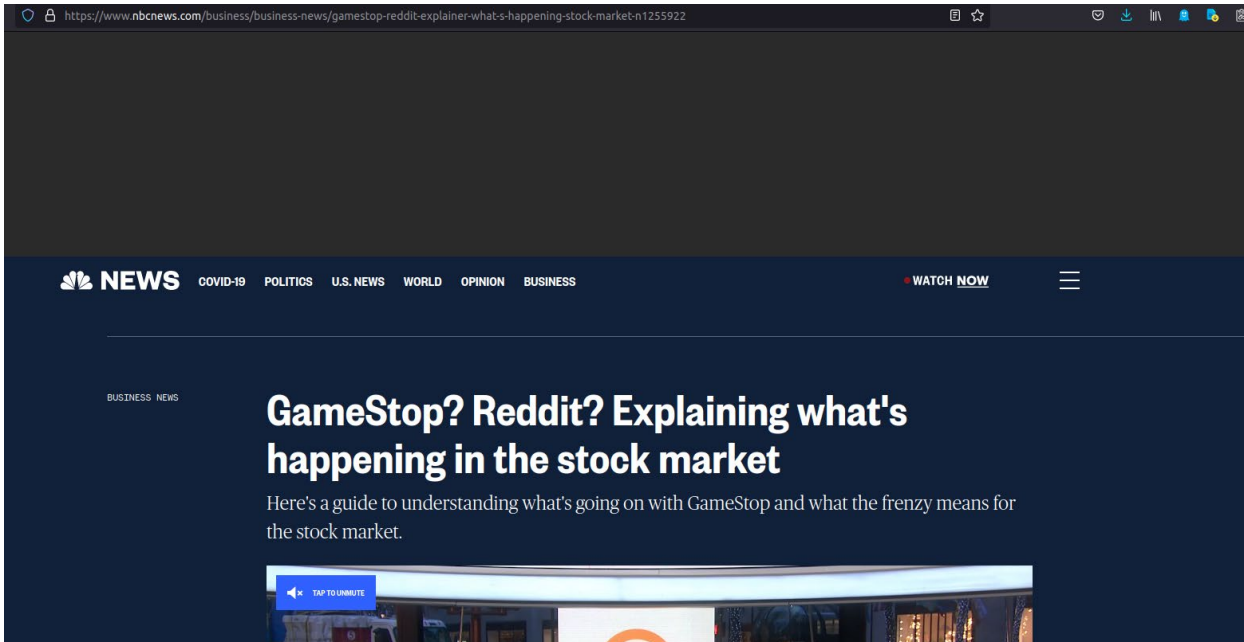 https://www.nbcnews.com/business/business-news/gamestop-reddit-explainer-what-s-happening-stock-market-n1255922
NEWS COVID-19 POLITICS U.S. NEWS WORLD OPINION BUSINESS WATCH NOW
BUSINESS NEWS
GameStop? Reddit? Explaining what's
happening in the stock market
Here's a guide to understanding what's going on with GameStop and what the frenzy means for
the stock market.
TAP TO UNMUTE